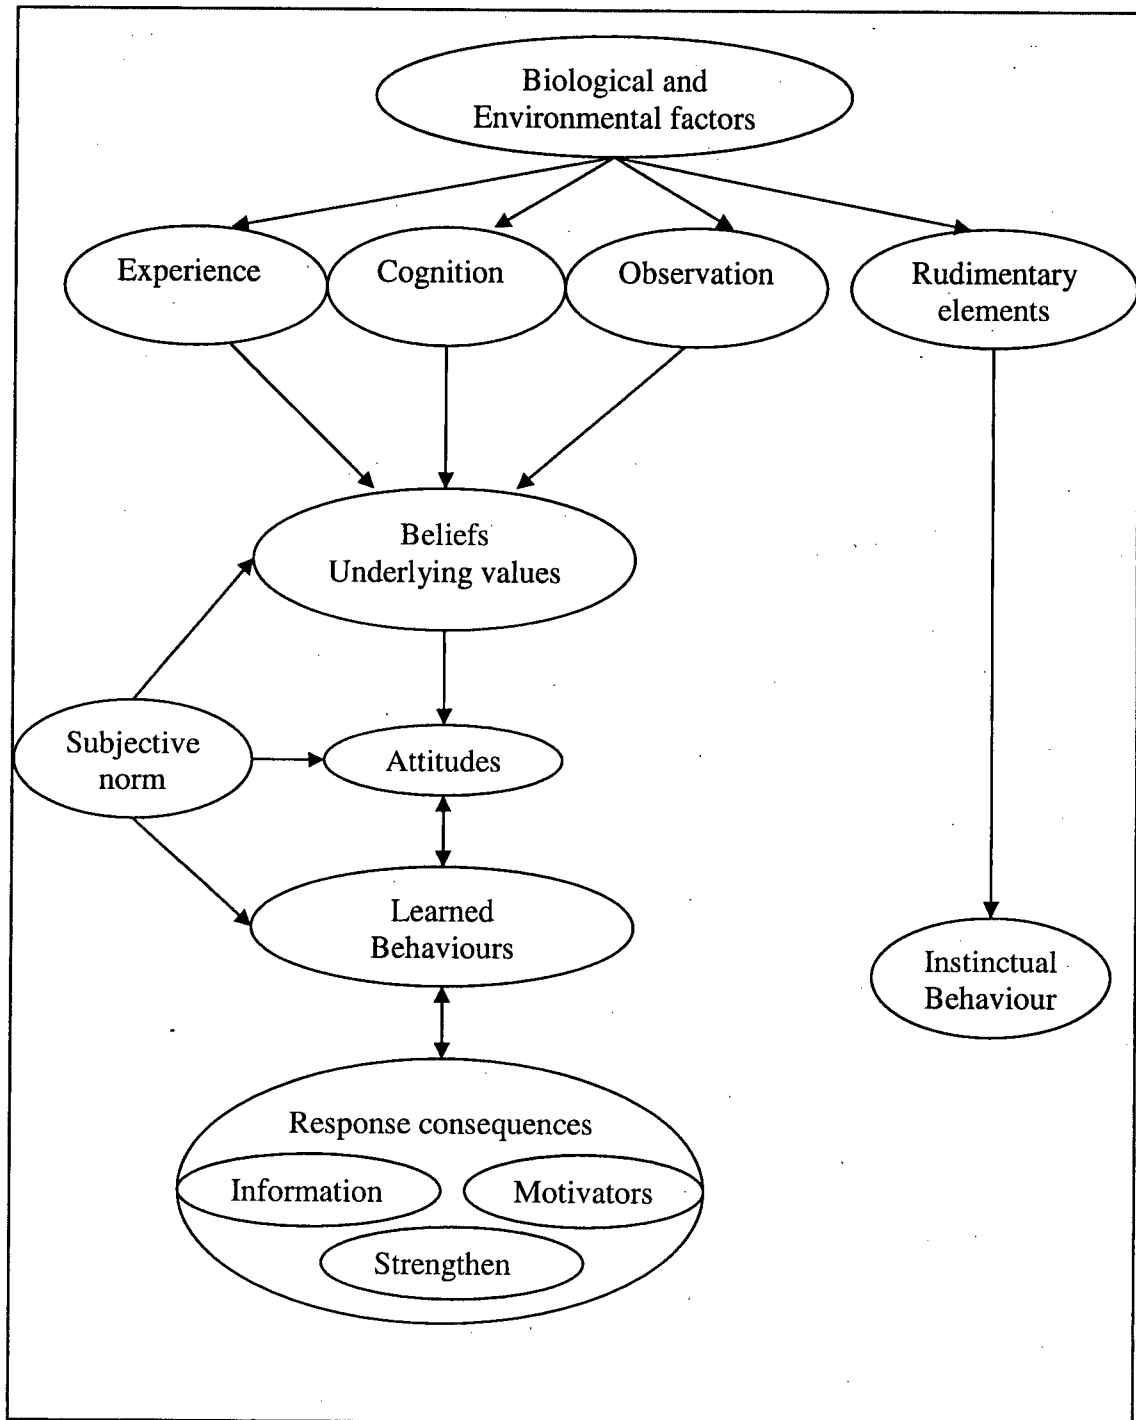 Biological and
Environmental factors
Experience
Cognition
Observation
Rudimentary
elements
Beliefs
Underlying values
Subjective
norm
Attitudes
Learned
Behaviours
Instinctual
Behaviour
Response consequences
Information
Motivators
Strengthen